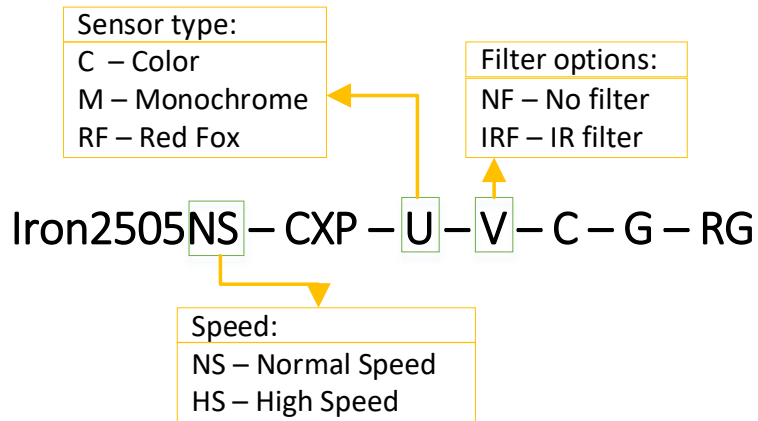 Sensor type:
C – Color
M – Monochrome
RF – Red Fox
Filter options:
NF – No filter
IRF – IR filter
Iron2505NS – CXP – U – V – C – G – RG
Speed:
NS – Normal Speed
HS – High Speed